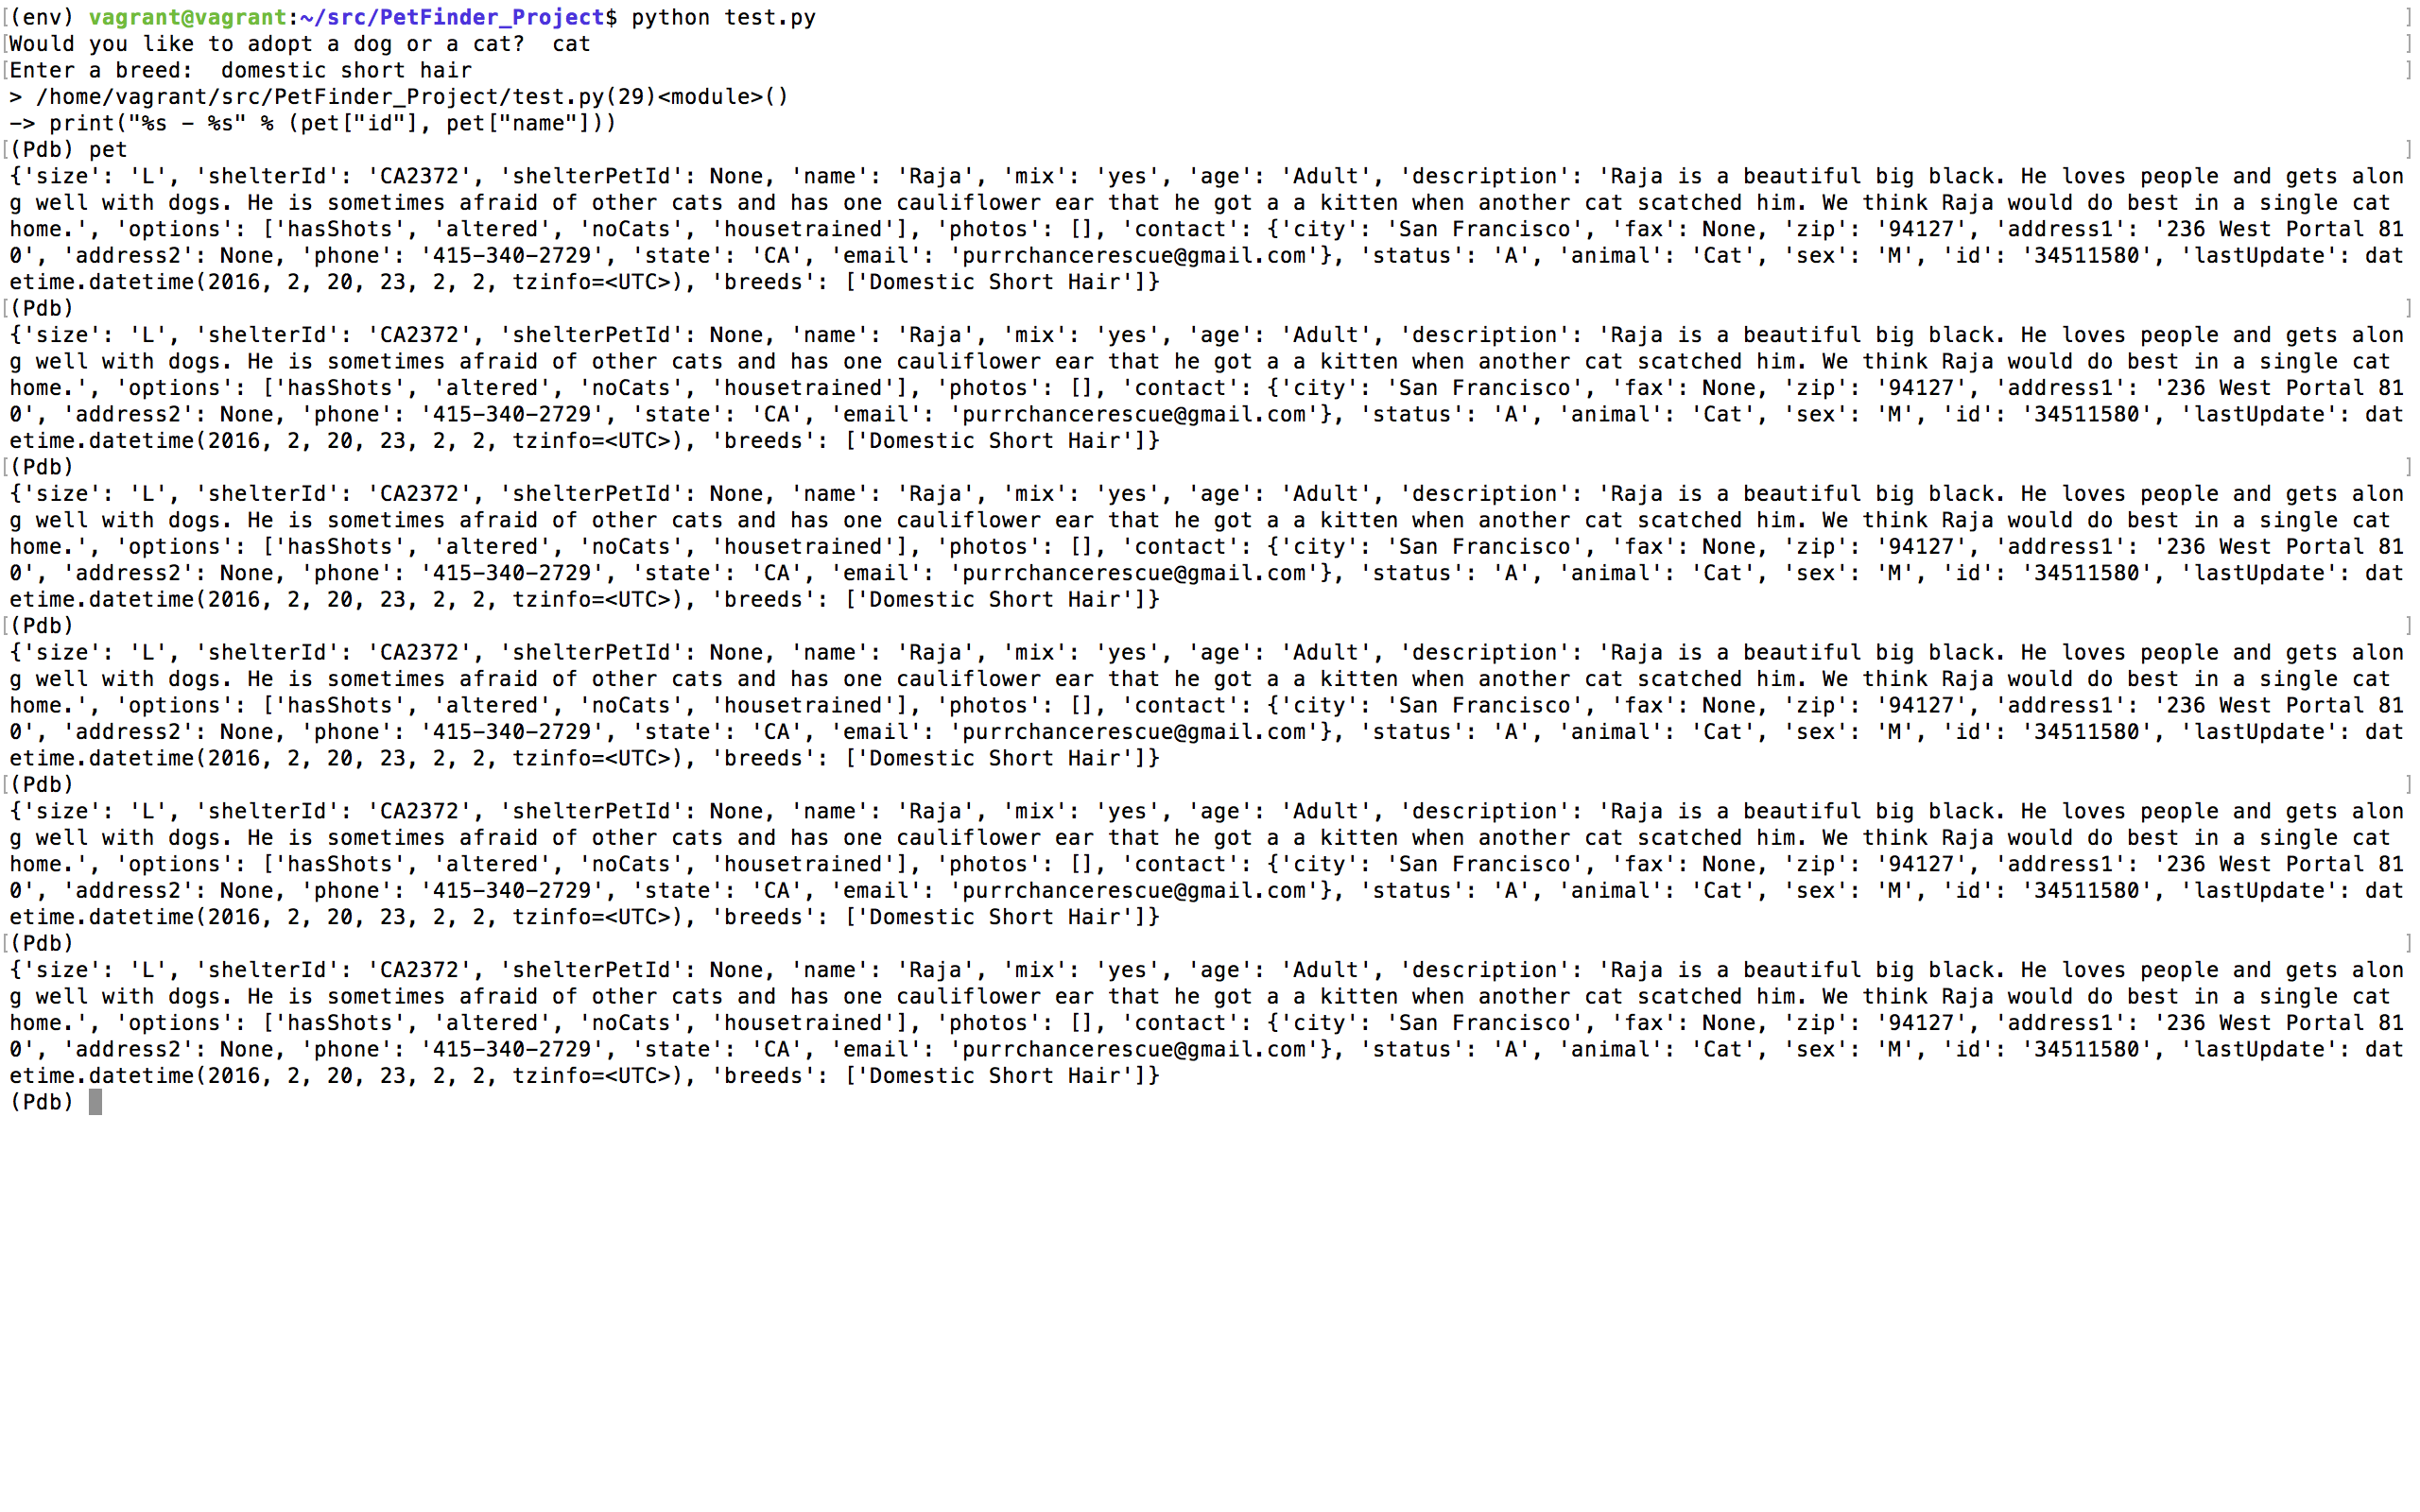 [(env) vagrant@vagrant:~/src/PetFinder_Project$ python test.py ]
[Would you like to adopt a dog or a cat?  cat ]
[Enter a breed:  domestic short hair ]
> /home/vagrant/src/PetFinder_Project/test.py(29)<module>()
-> print("%s - %s" % (pet["id"], pet["name"]))
[(Pdb) pet ]
{'size': 'L', 'shelterId': 'CA2372', 'shelterPetId': None, 'name': 'Raja', 'mix': 'yes', 'age': 'Adult', 'description': 'Raja is a beautiful big black. He loves people and gets alon
g well with dogs. He is sometimes afraid of other cats and has one cauliflower ear that he got a a kitten when another cat scatched him. We think Raja would do best in a single cat
home.', 'options': ['hasShots', 'altered', 'noCats', 'housetrained'], 'photos': [], 'contact': {'city': 'San Francisco', 'fax': None, 'zip': '94127', 'address1': '236 West Portal 81
0', 'address2': None, 'phone': '415-340-2729', 'state': 'CA', 'email': 'purrchancerescue@gmail.com'}, 'status': 'A', 'animal': 'Cat', 'sex': 'M', 'id': '34511580', 'lastUpdate': dat
etime.datetime(2016, 2, 20, 23, 2, 2, tzinfo=<UTC>), 'breeds': ['Domestic Short Hair']}
[(Pdb) ]
{'size': 'L', 'shelterId': 'CA2372', 'shelterPetId': None, 'name': 'Raja', 'mix': 'yes', 'age': 'Adult', 'description': 'Raja is a beautiful big black. He loves people and gets alon
g well with dogs. He is sometimes afraid of other cats and has one cauliflower ear that he got a a kitten when another cat scatched him. We think Raja would do best in a single cat
home.', 'options': ['hasShots', 'altered', 'noCats', 'housetrained'], 'photos': [], 'contact': {'city': 'San Francisco', 'fax': None, 'zip': '94127', 'address1': '236 West Portal 81
0', 'address2': None, 'phone': '415-340-2729', 'state': 'CA', 'email': 'purrchancerescue@gmail.com'}, 'status': 'A', 'animal': 'Cat', 'sex': 'M', 'id': '34511580', 'lastUpdate': dat
etime.datetime(2016, 2, 20, 23, 2, 2, tzinfo=<UTC>), 'breeds': ['Domestic Short Hair']}
[(Pdb) ]
{'size': 'L', 'shelterId': 'CA2372', 'shelterPetId': None, 'name': 'Raja', 'mix': 'yes', 'age': 'Adult', 'description': 'Raja is a beautiful big black. He loves people and gets alon
g well with dogs. He is sometimes afraid of other cats and has one cauliflower ear that he got a a kitten when another cat scatched him. We think Raja would do best in a single cat
home.', 'options': ['hasShots', 'altered', 'noCats', 'housetrained'], 'photos': [], 'contact': {'city': 'San Francisco', 'fax': None, 'zip': '94127', 'address1': '236 West Portal 81
0', 'address2': None, 'phone': '415-340-2729', 'state': 'CA', 'email': 'purrchancerescue@gmail.com'}, 'status': 'A', 'animal': 'Cat', 'sex': 'M', 'id': '34511580', 'lastUpdate': dat
etime.datetime(2016, 2, 20, 23, 2, 2, tzinfo=<UTC>), 'breeds': ['Domestic Short Hair']}
[(Pdb) ]
{'size': 'L', 'shelterId': 'CA2372', 'shelterPetId': None, 'name': 'Raja', 'mix': 'yes', 'age': 'Adult', 'description': 'Raja is a beautiful big black. He loves people and gets alon
g well with dogs. He is sometimes afraid of other cats and has one cauliflower ear that he got a a kitten when another cat scatched him. We think Raja would do best in a single cat
home.', 'options': ['hasShots', 'altered', 'noCats', 'housetrained'], 'photos': [], 'contact': {'city': 'San Francisco', 'fax': None, 'zip': '94127', 'address1': '236 West Portal 81
0', 'address2': None, 'phone': '415-340-2729', 'state': 'CA', 'email': 'purrchancerescue@gmail.com'}, 'status': 'A', 'animal': 'Cat', 'sex': 'M', 'id': '34511580', 'lastUpdate': dat
etime.datetime(2016, 2, 20, 23, 2, 2, tzinfo=<UTC>), 'breeds': ['Domestic Short Hair']}
[(Pdb) ]
{'size': 'L', 'shelterId': 'CA2372', 'shelterPetId': None, 'name': 'Raja', 'mix': 'yes', 'age': 'Adult', 'description': 'Raja is a beautiful big black. He loves people and gets alon
g well with dogs. He is sometimes afraid of other cats and has one cauliflower ear that he got a a kitten when another cat scatched him. We think Raja would do best in a single cat
home.', 'options': ['hasShots', 'altered', 'noCats', 'housetrained'], 'photos': [], 'contact': {'city': 'San Francisco', 'fax': None, 'zip': '94127', 'address1': '236 West Portal 81
0', 'address2': None, 'phone': '415-340-2729', 'state': 'CA', 'email': 'purrchancerescue@gmail.com'}, 'status': 'A', 'animal': 'Cat', 'sex': 'M', 'id': '34511580', 'lastUpdate': dat
etime.datetime(2016, 2, 20, 23, 2, 2, tzinfo=<UTC>), 'breeds': ['Domestic Short Hair']}
[(Pdb) ]
{'size': 'L', 'shelterId': 'CA2372', 'shelterPetId': None, 'name': 'Raja', 'mix': 'yes', 'age': 'Adult', 'description': 'Raja is a beautiful big black. He loves people and gets alon
g well with dogs. He is sometimes afraid of other cats and has one cauliflower ear that he got a a kitten when another cat scatched him. We think Raja would do best in a single cat
home.', 'options': ['hasShots', 'altered', 'noCats', 'housetrained'], 'photos': [], 'contact': {'city': 'San Francisco', 'fax': None, 'zip': '94127', 'address1': '236 West Portal 81
0', 'address2': None, 'phone': '415-340-2729', 'state': 'CA', 'email': 'purrchancerescue@gmail.com'}, 'status': 'A', 'animal': 'Cat', 'sex': 'M', 'id': '34511580', 'lastUpdate': dat
etime.datetime(2016, 2, 20, 23, 2, 2, tzinfo=<UTC>), 'breeds': ['Domestic Short Hair']}
(Pdb)